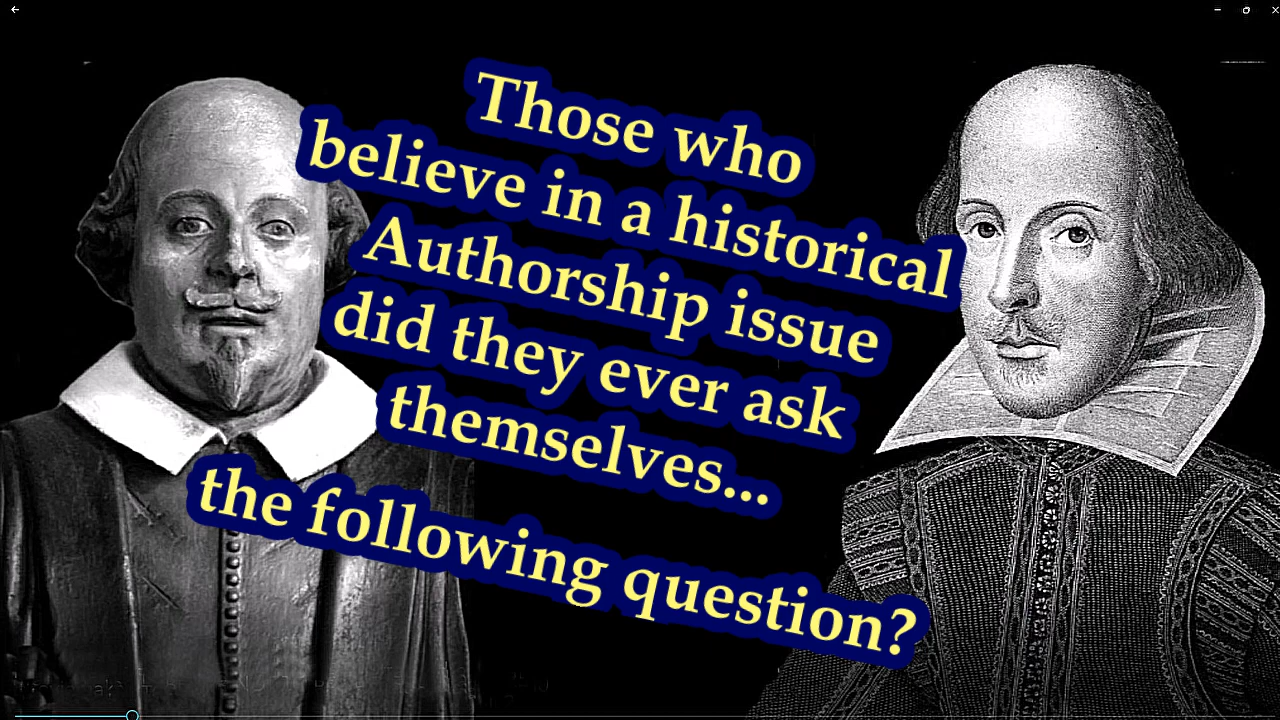 Those who
believe in a historical
Authorship issue
did they ever ask
themselves...
the following question?